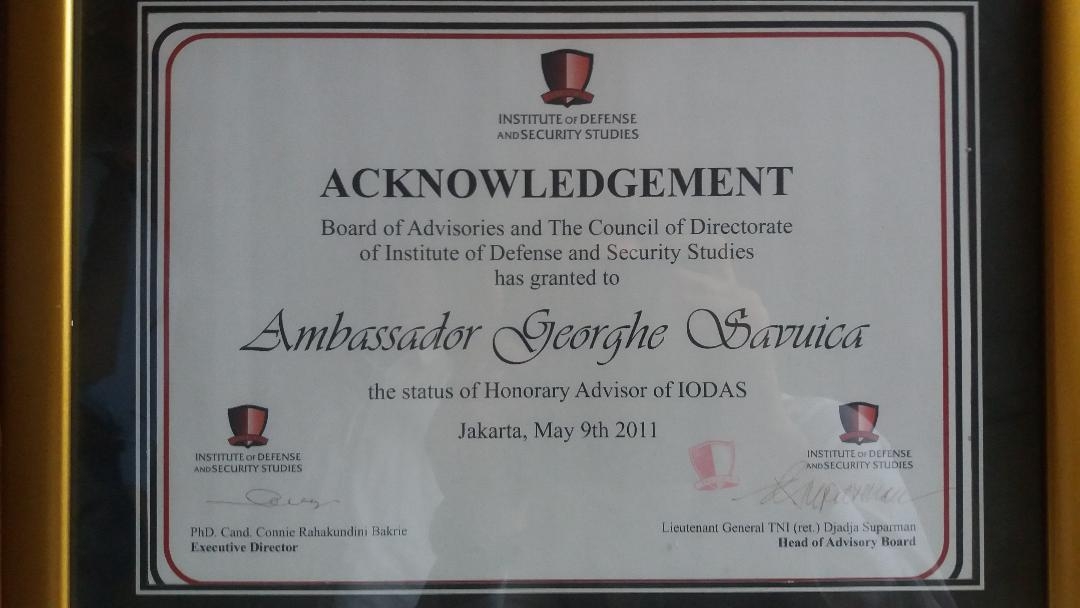 INSTITUTE OF DEFENSE
AND SECURITY STUDIES
ACKNOWLEDGEMENT
Board of Advisories and The Council of Directorate
of Institute of Defense and Security Studies
has granted to
Ambassador Georghe Savuica
the status of Honorary Advisor of IODAS
Jakarta, May 9th 2011
INSTITUTE OF DEFENSE
AND SECURITY STUDIES
PhD. Cand. Connie Rahakundini Bakrie
Executive Director
INSTITUTE OF DEFENSE
AND SECURITY STUDIES
Lieutenant General TNI (ret.) Djadja Suparman
Head of Advisory Board